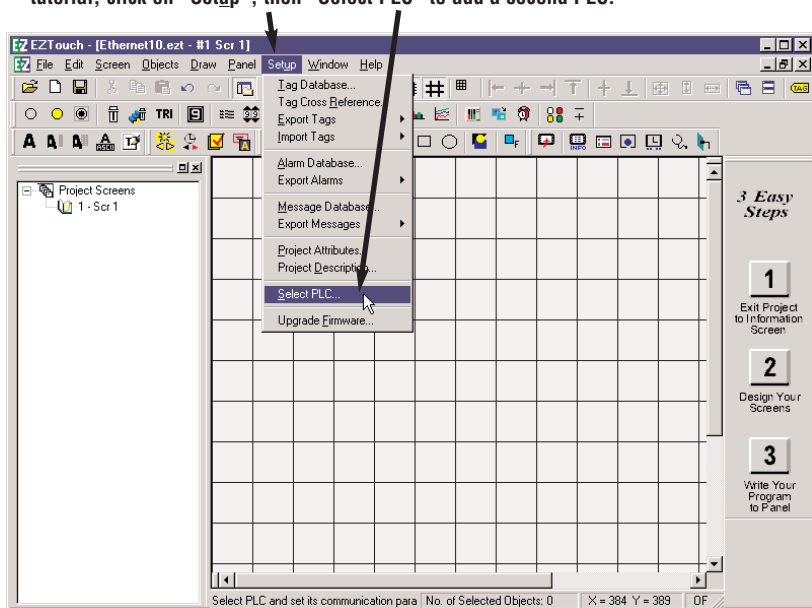 tutorial, click on "Setup", then "Select PLC" to add a second PLC.
EZTouch - [Ethernet10.ezt - #1 Scr 1]
File Edit Screen Objects Draw Panel Setup Window Help
TRI
TAG
A A A ASCII
F
INFO
Tag Database...
Tag Cross Reference...
Export Tags
Import Tags
Alarm Database...
Export Alarms
Message Database...
Export Messages
Project Attributes...
Project Description...
Select PLC...
Upgrade Firmware...
Project Screens
1 - Scr 1
3 Easy
Steps
1
Exit Project
to Information
Screen
2
Design Your
Screens
3
Write Your
Program
to Panel
Select PLC and set its communication para
No. of Selected Objects: 0
X = 384 Y = 389
OF